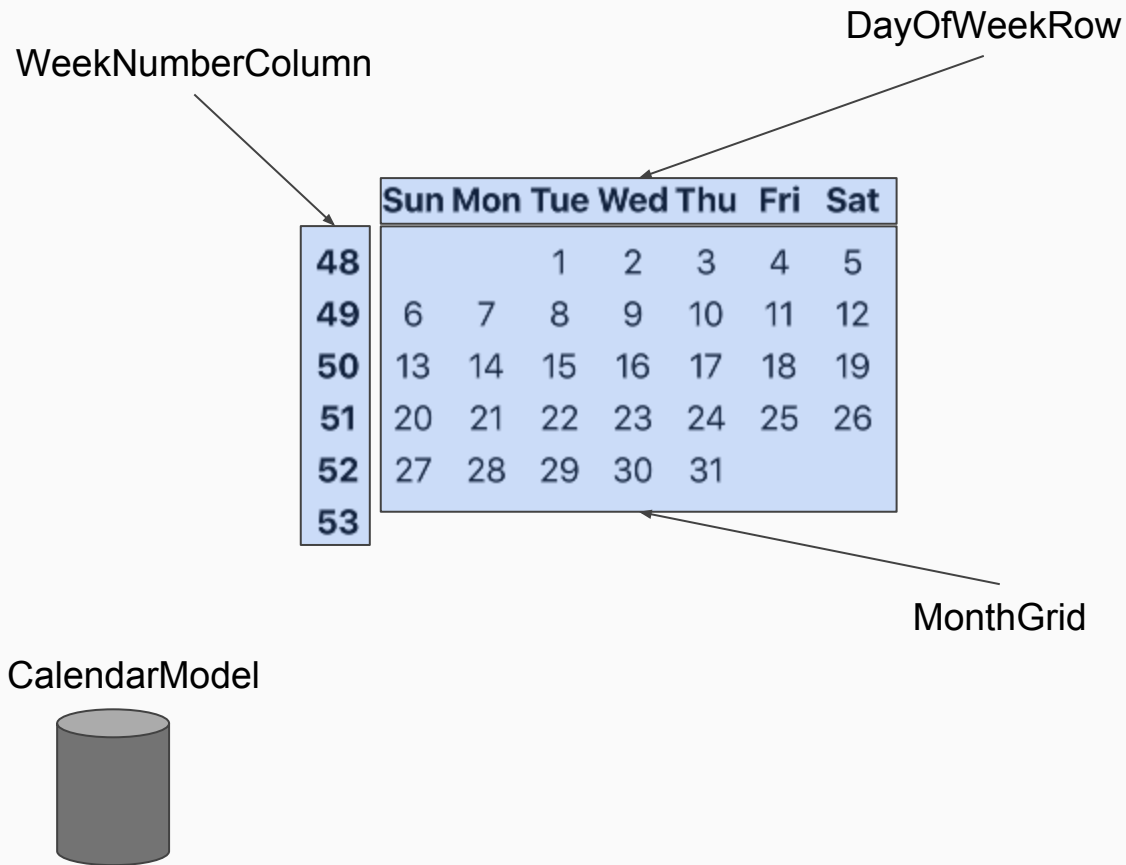 DayOfWeekRow
WeekNumberColumn
Sun Mon Tue Wed Thu Fri Sat
48 1 2 3 4 5
49 6 7 8 9 10 11 12
50 13 14 15 16 17 18 19
51 20 21 22 23 24 25 26
52 27 28 29 30 31
53
MonthGrid
CalendarModel